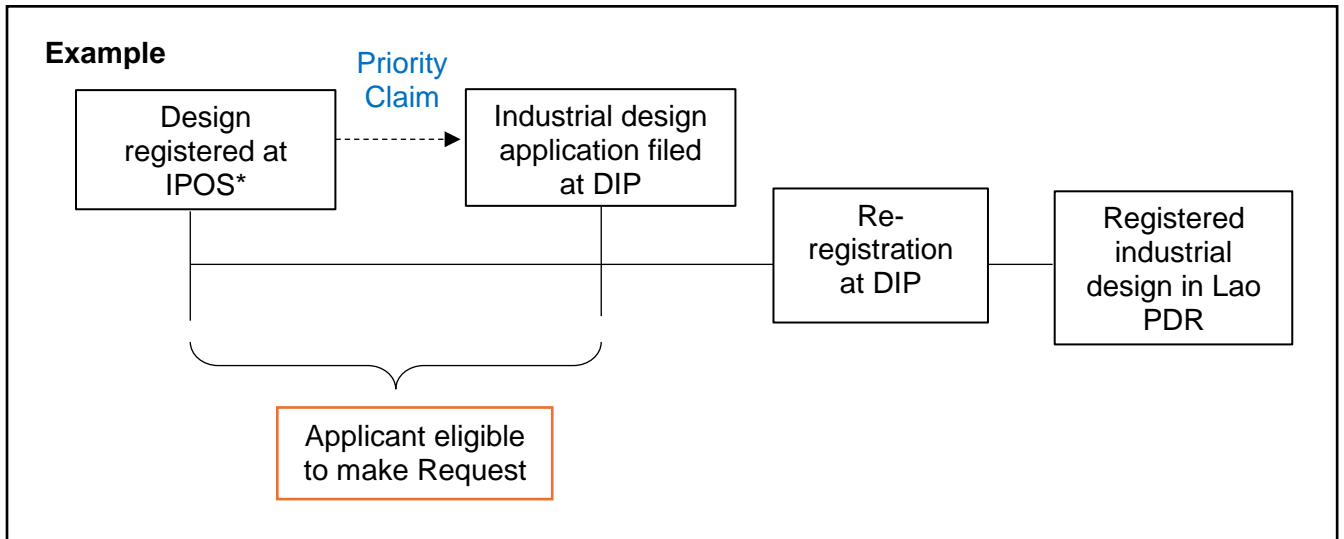 Example
Priority
Claim
Design
registered at
IPOS*
Industrial design
application filed
at DIP
Re-
registration
at DIP
Registered
industrial
design in Lao
PDR
Applicant eligible
to make Request